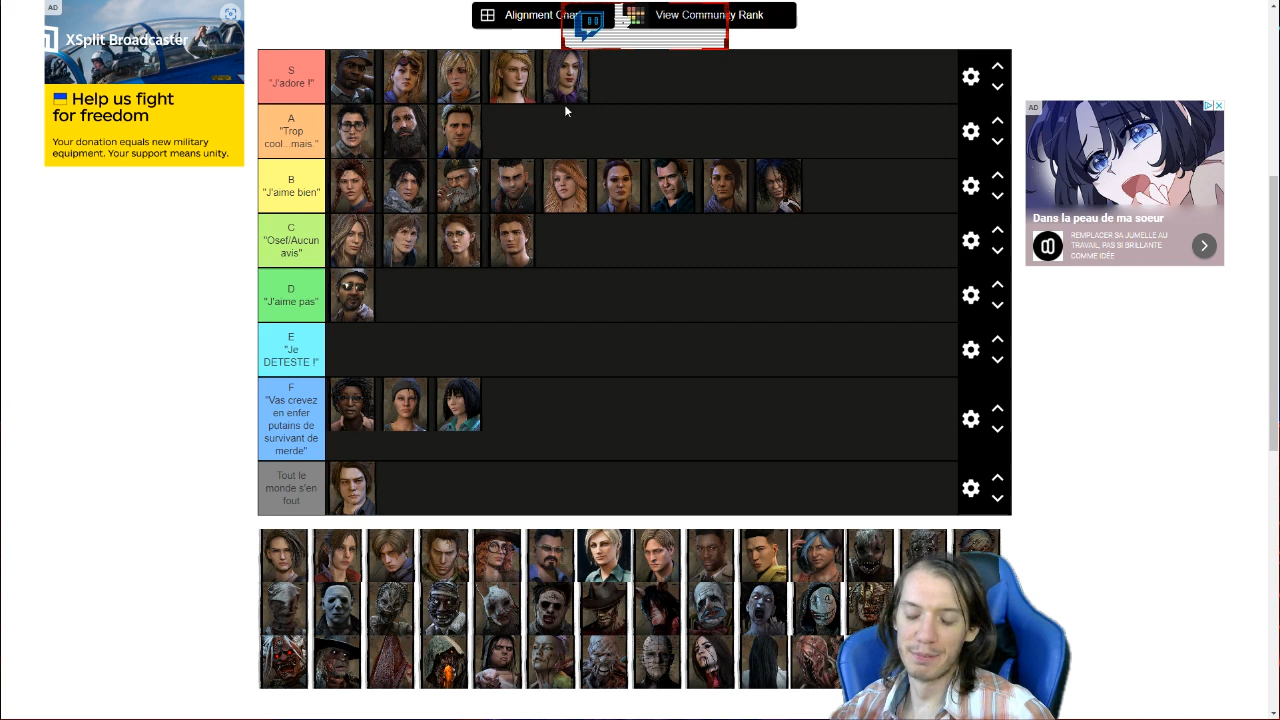 AD
XSplit Broadcaster
Help us fight
for freedom
Your donation equals new military
equipment. Your support means unity.
Alignment
View Community Rank
S
"J'adore !"
A
"Trop
cool...mais."
B
"J'aime bien"
C
"Osef/Aucun
avis"
D
"J'aime pas"
E
"Je
DETESTE !"
F
"Vas crevez
en enfer
putains de
survivant de
merde"
Tout le
monde s'en
fout
AD
Dans la peau de ma soeur
REMPLACER SA JUMELLE AU
TRAVAIL, PAS SI BRILLANTE
COMME IDÉE